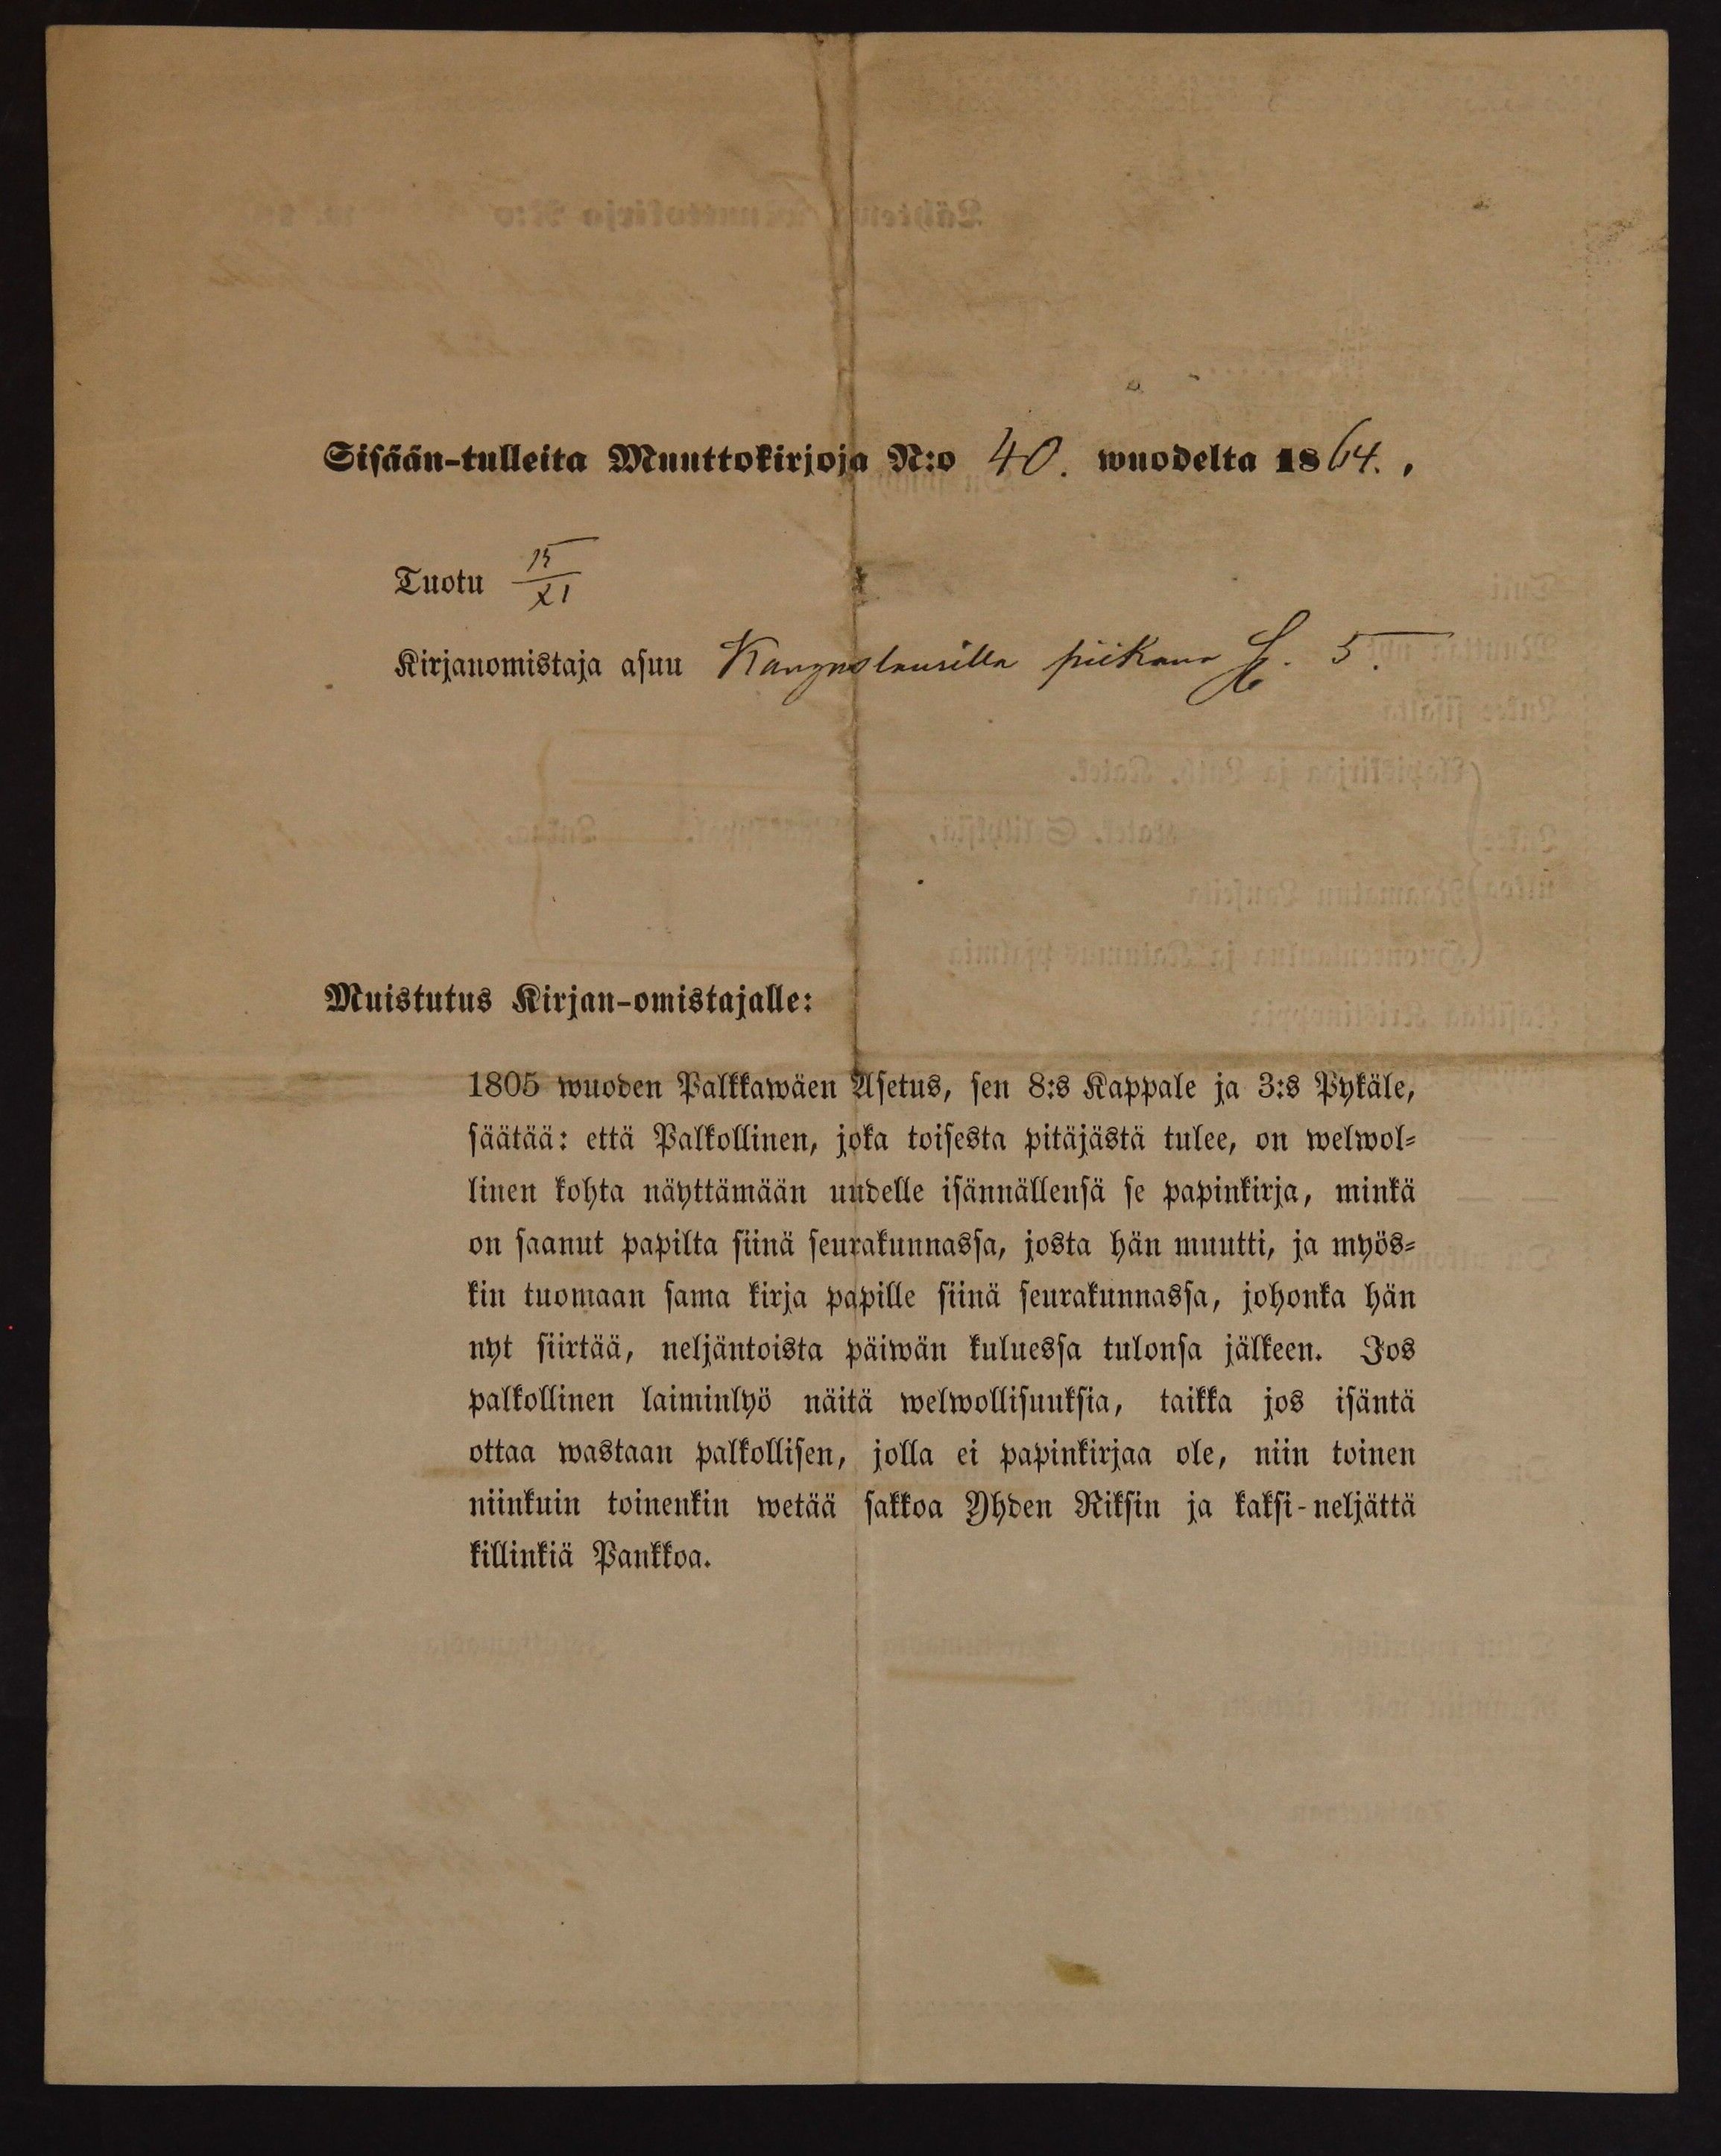 Sisään-tulleita Muuttokirjoja N:o 40. wuodelta 1864.,
Tuotu 15/XI
Kirjanomistaja asuu piikana 5.
Muistutus Kirjan-omistajalle:
1805 wuoden Palkkawäen Asetus, sen 8:s Kappale ja 3:s Pykäle,
säätää: että Palkollinen, joka toisesta pitäjästä tulee, on welwol-
linen kohta näyttämään uudelle isännällensä se papinkirja, minkä
on saanut papilta siinä seurakunnassa, josta hän muutti, ja myös-
kin tuomaan sama kirja papille siinä seurakunnassa, johonka hän
nyt siirtää, neljäntoista päiwän kuluessa tulonsa jälkeen. Jos
palkollinen laiminlyö näitä welwollisuuksia, taikka jos isäntä
ottaa wastaan palkollisen, jolla ei papinkirjaa ole, niin toinen
niinkuin toinenkin wetää sakkoa Yhden Riksin ja kaksi-neljättä
killinkiä Pankkoa.